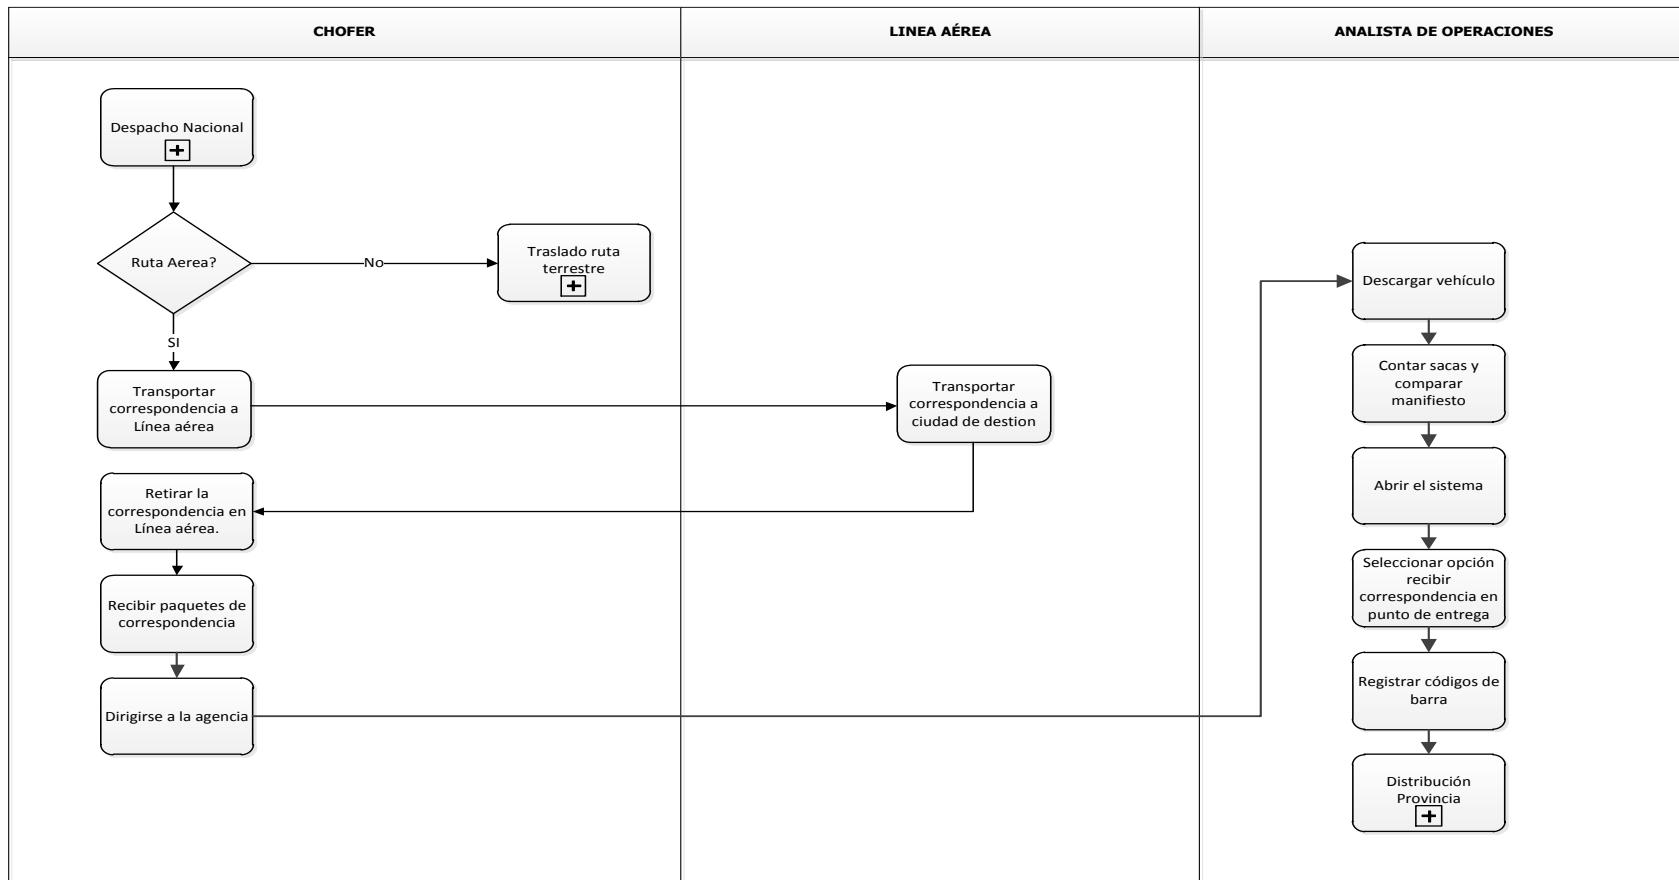 CHOFER
LINEA AÉREA
ANALISTA DE OPERACIONES
Despacho Nacional
Ruta Aerea?
No
Traslado ruta
terrestre
SI
Transportar
correspondencia a
Línea aérea
Transportar
correspondencia a
ciudad de destion
Retirar la
correspondencia en
Línea aérea.
Recibir paquetes de
correspondencia
Dirigirse a la agencia
Descargar vehículo
Contar sacas y
comparar
manifiesto
Abrir el sistema
Seleccionar opción
recibir
correspondencia en
punto de entrega
Registrar códigos de
barra
Distribución
Provincia